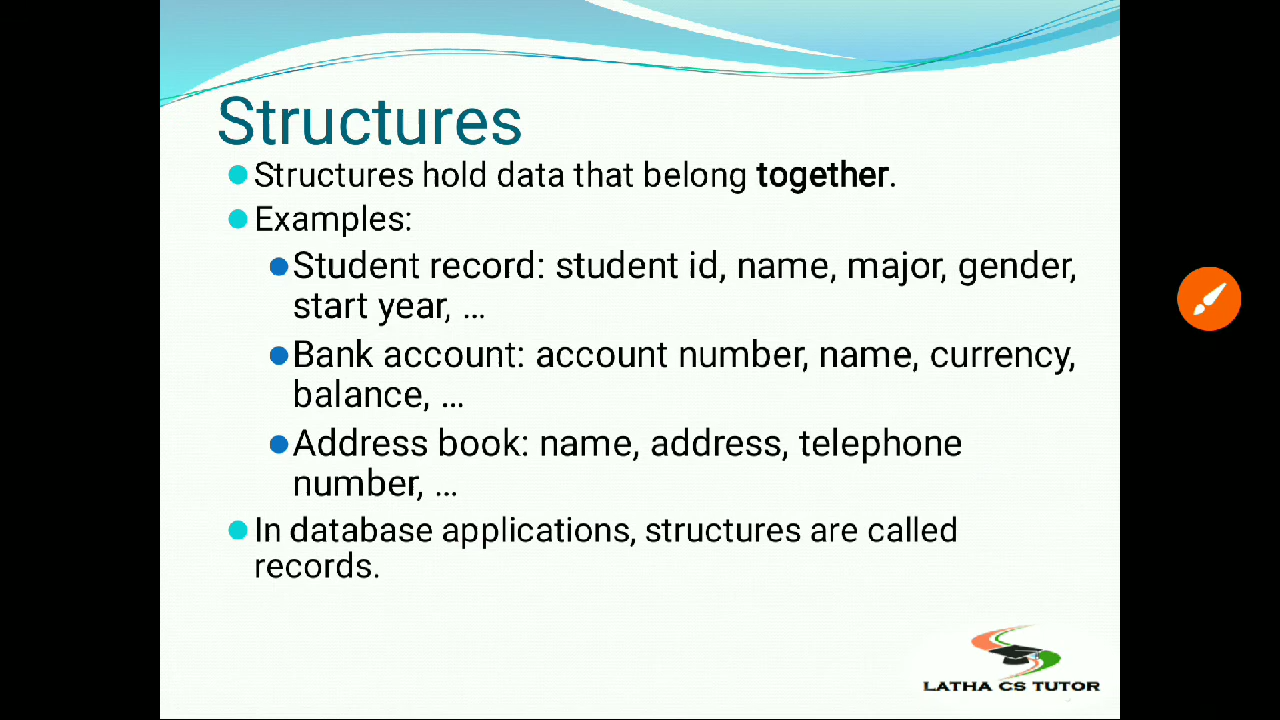 Structures
Structures hold data that belong together.
Examples:
Student record: student id, name, major, gender,
start year, ...
Bank account: account number, name, currency,
balance, ...
Address book: name, address, telephone
number, ...
In database applications, structures are called
records.
LATHA CS TUTOR